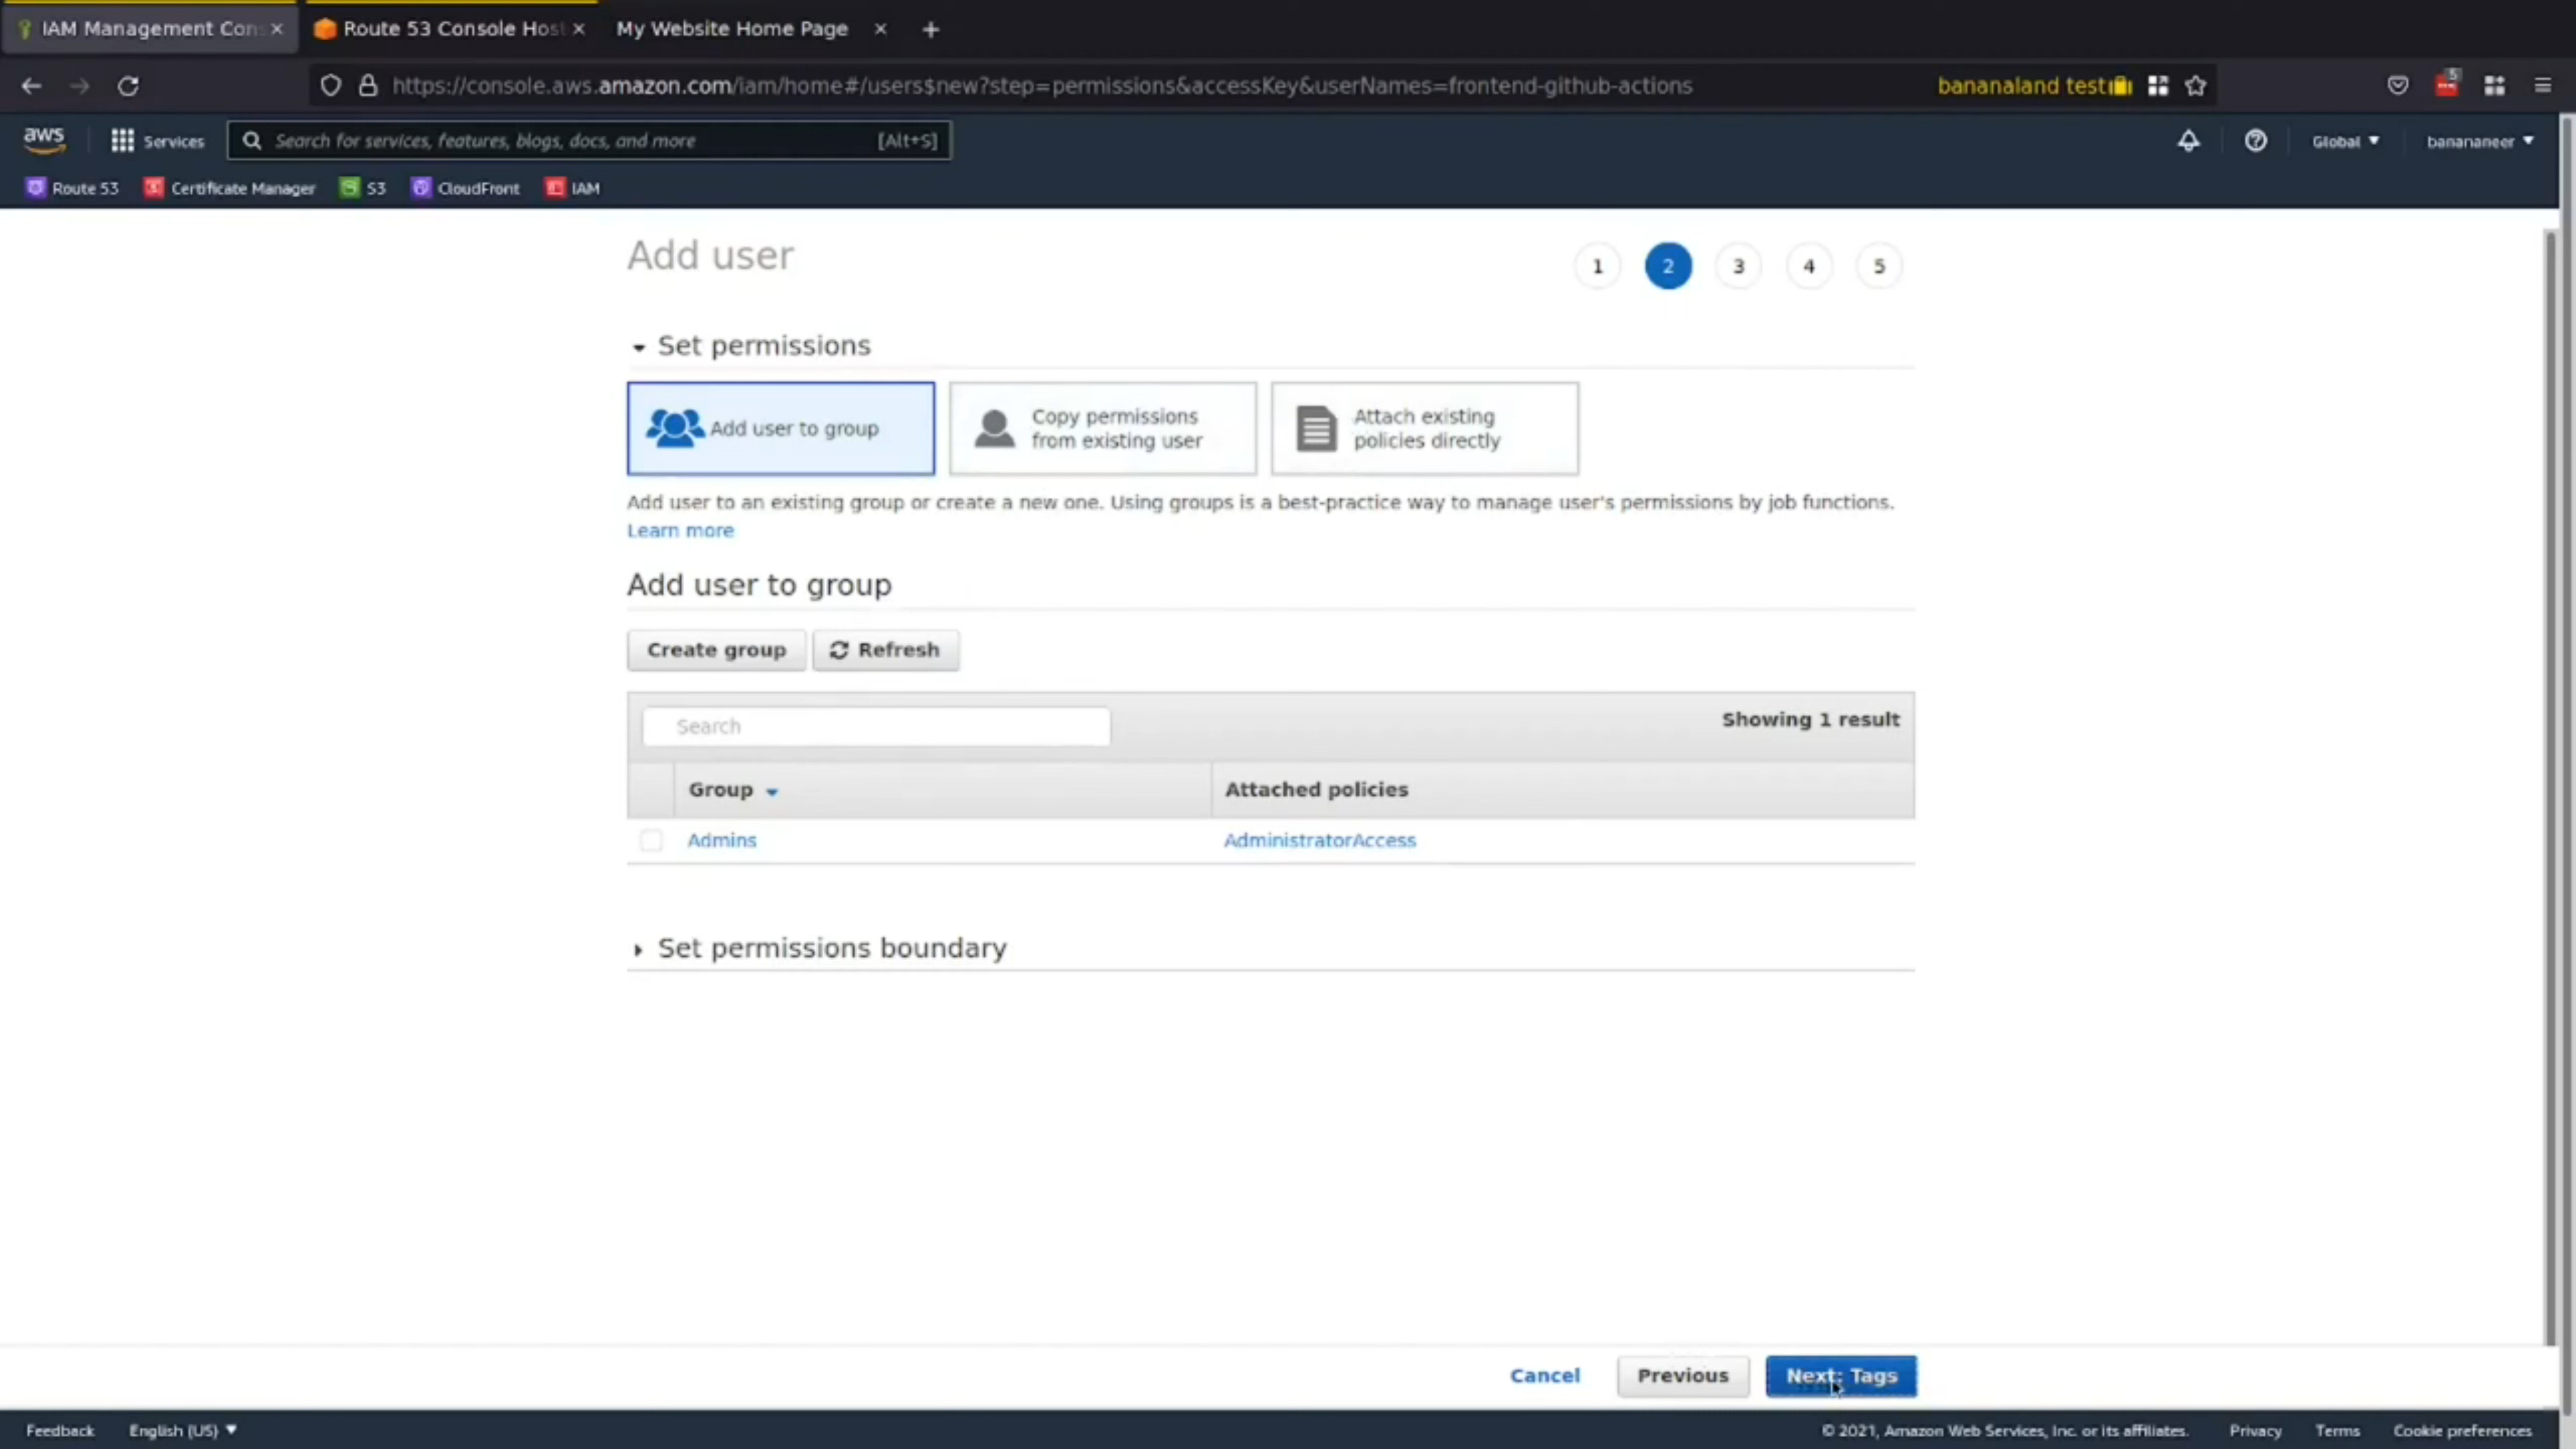 IAM Management Con
Route 53 Console Host
My Website Home Page
https://console.aws.amazon.com/iam/home#/users$new?step=permissions&accessKey&userNames=frontend-github-actions
bananaland test
5
aws
Services
Search for services, features, blogs, docs, and more
[Alt+S]
Global
banananeer
Route 53
Certificate Manager
S3
CloudFront
IAM
Add user
1 2 3 4 5
Set permissions
Add user to group
Copy permissions
from existing user
Attach existing
policies directly
Add user to an existing group or create a new one. Using groups is a best-practice way to manage user's permissions by job functions.
Learn more
Add user to group
Create group
Refresh
Search
Showing 1 result
Group
Attached policies
Admins
AdministratorAccess
Set permissions boundary
Cancel
Previous
Next: Tags
Feedback
English (US)
© 2021, Amazon Web Services, Inc. or its affiliates.
Privacy
Terms
Cookie preferences